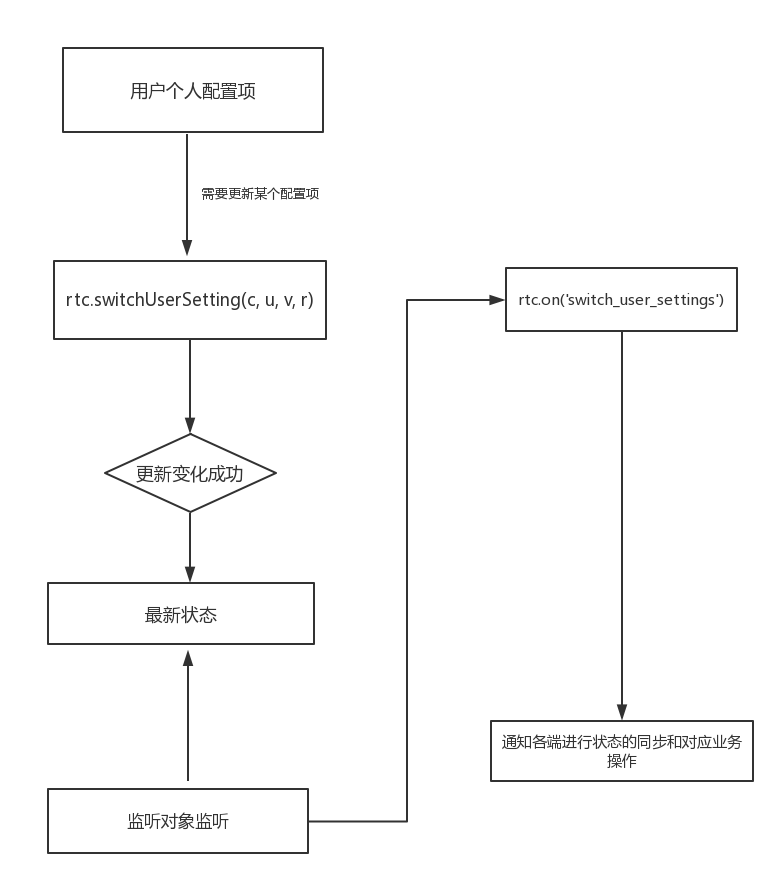 用户个人配置项
需要更新某个配置项
rtc.switchUserSetting(c, u, v, r)
更新变化成功
最新状态
监听对象监听
rtc.on('switch_user_settings')
通知各端进行状态的同步和对应业务
操作